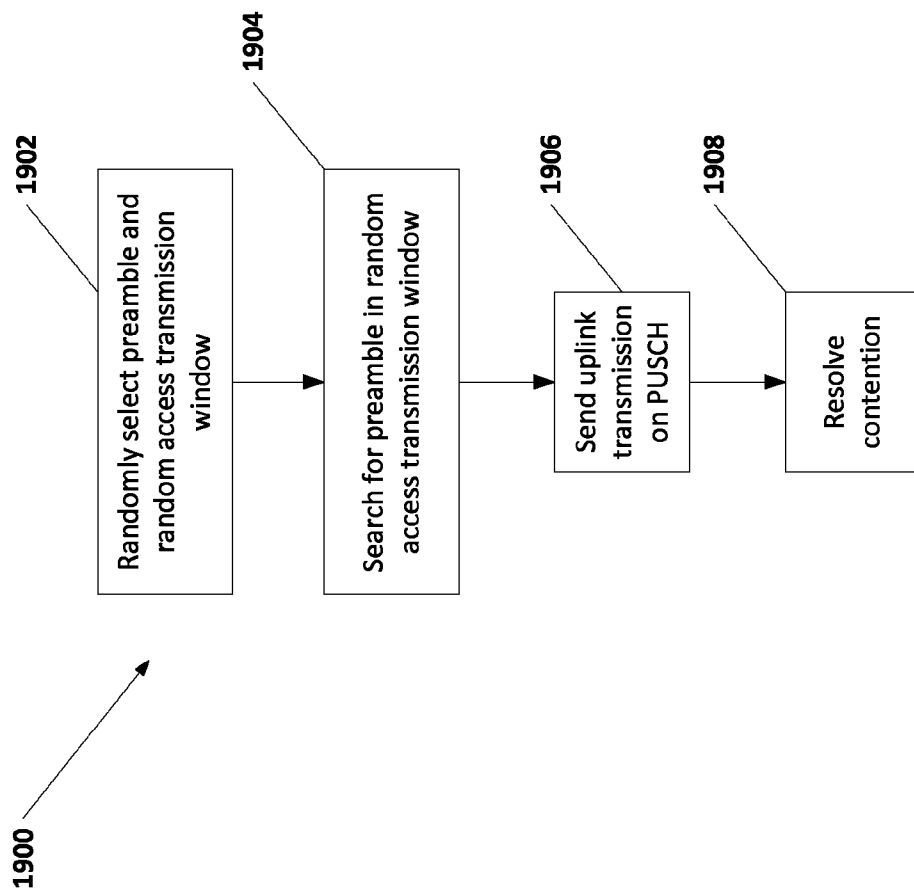 1900
1902
Randomly select preamble and
random access transmission
window
1904
Search for preamble in random
access transmission window
1906
Send uplink
transmission
on PUSCH
1908
Resolve
contention